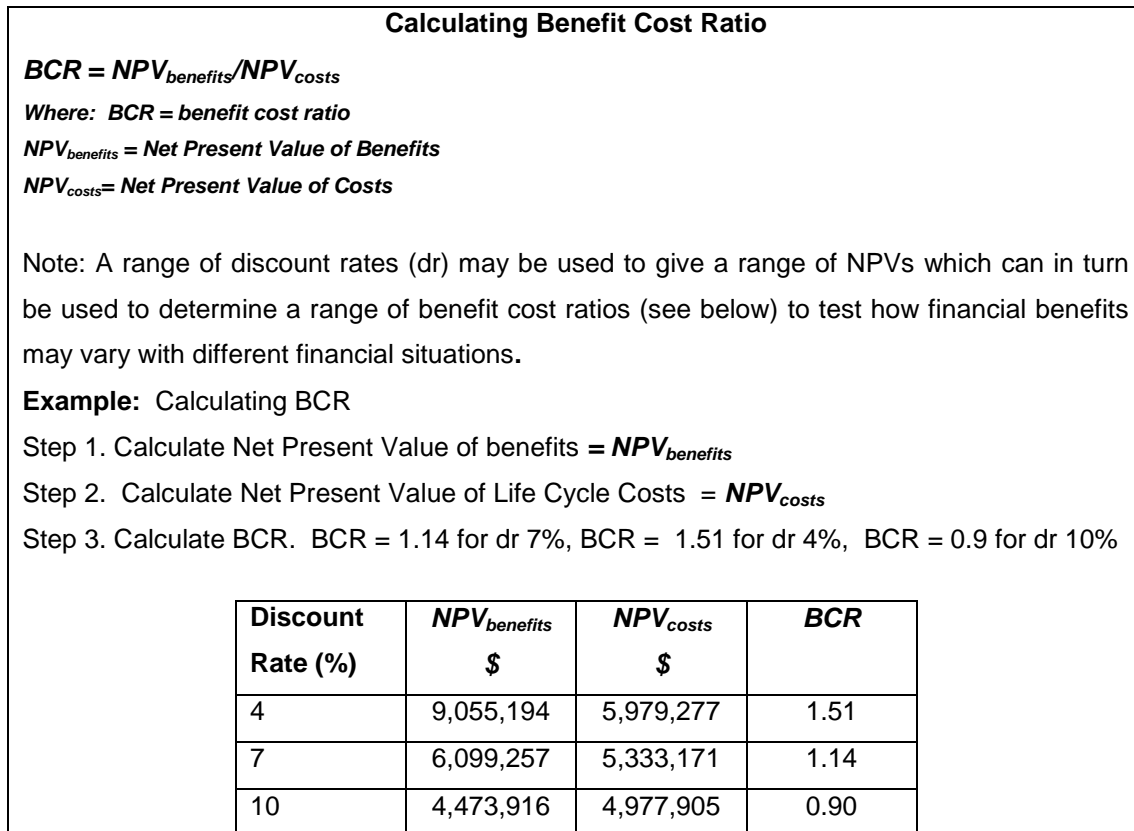 Calculating Benefit Cost Ratio
BCR = NPVbenefits/NPVcosts
Where: BCR = benefit cost ratio
NPVbenefits = Net Present Value of Benefits
NPVcosts= Net Present Value of Costs
Note: A range of discount rates (dr) may be used to give a range of NPVs which can in turn
be used to determine a range of benefit cost ratios (see below) to test how financial benefits
may vary with different financial situations.
Example: Calculating BCR
Step 1. Calculate Net Present Value of benefits = NPVbenefits
Step 2. Calculate Net Present Value of Life Cycle Costs = NPVcosts
Step 3. Calculate BCR. BCR = 1.14 for dr 7%, BCR = 1.51 for dr 4%, BCR = 0.9 for dr 10%
Discount NPVbenefits NPVcosts BCR
Rate (%) $ $
4 9,055,194 5,979,277 1.51
7 6,099,257 5,333,171 1.14
10 4,473,916 4,977,905 0.90